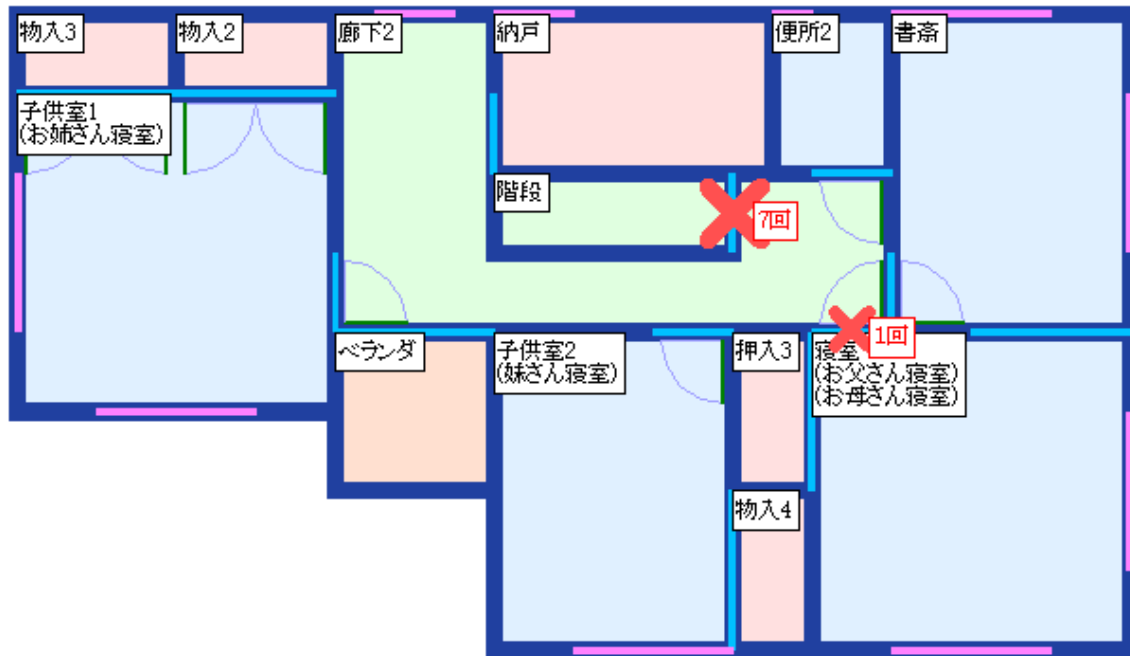 物入3
物入2
廊下2
納戸
便所2
書斎
子供室1
(お姉さん寝室)
階段
7回
1回
ベランダ
子供室2
(妹さん寝室)
押入3
寝室
(お父さん寝室)
(お母さん寝室)
物入4